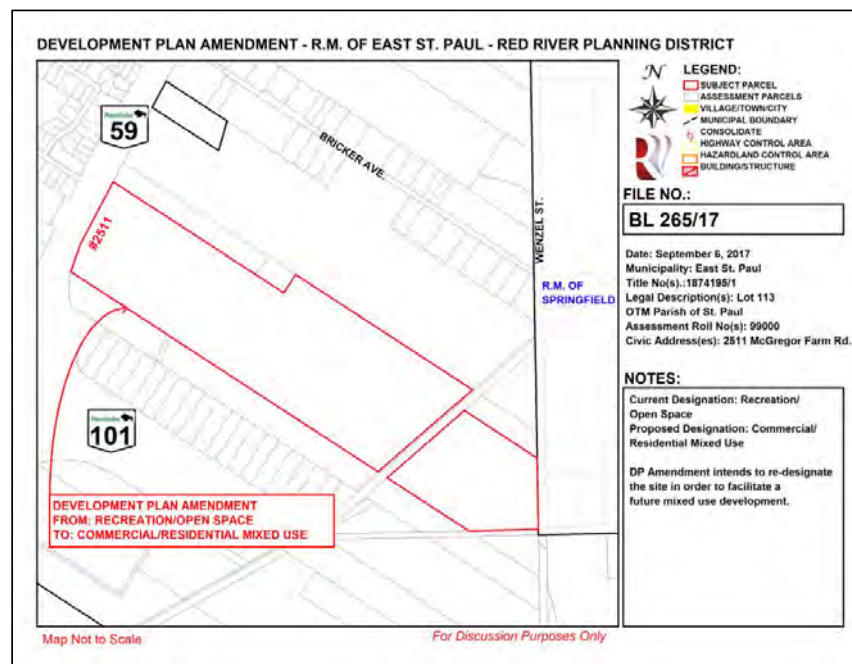 DEVELOPMENT PLAN AMENDMENT - R.M. OF EAST ST. PAUL - RED RIVER PLANNING DISTRICT
N
LEGEND:
SUBJECT PARCEL
ASSESSMENT PARCELS
VILLAGE/TOWN/CITY
MUNICIPAL BOUNDARY
CONSOLIDATE
HIGHWAY CONTROL AREA
HAZARDLAND CONTROL AREA
BUILDING/STRUCTURE
FILE NO.:
BL 265/17
Date: September 6, 2017
Municipality: East St. Paul
Title No(s).:1874195/1
Legal Description(s): Lot 113
OTM Parish of St. Paul
Assessment Roll No(s): 99000
Civic Address(es): 2511 McGregor Farm Rd.
NOTES:
Current Designation: Recreation/
Open Space
Proposed Designation: Commercial/
Residential Mixed Use
DP Amendment intends to re-designate
the site in order to facilitate a
future mixed use development.
Manitoba
59
BRICKER AVE.
WENZEL ST.
#2511
R.M. OF
SPRINGFIELD
Manitoba
101
DEVELOPMENT PLAN AMENDMENT
FROM: RECREATION/OPEN SPACE
TO: COMMERCIAL/RESIDENTIAL MIXED USE
Map Not to Scale
For Discussion Purposes Only